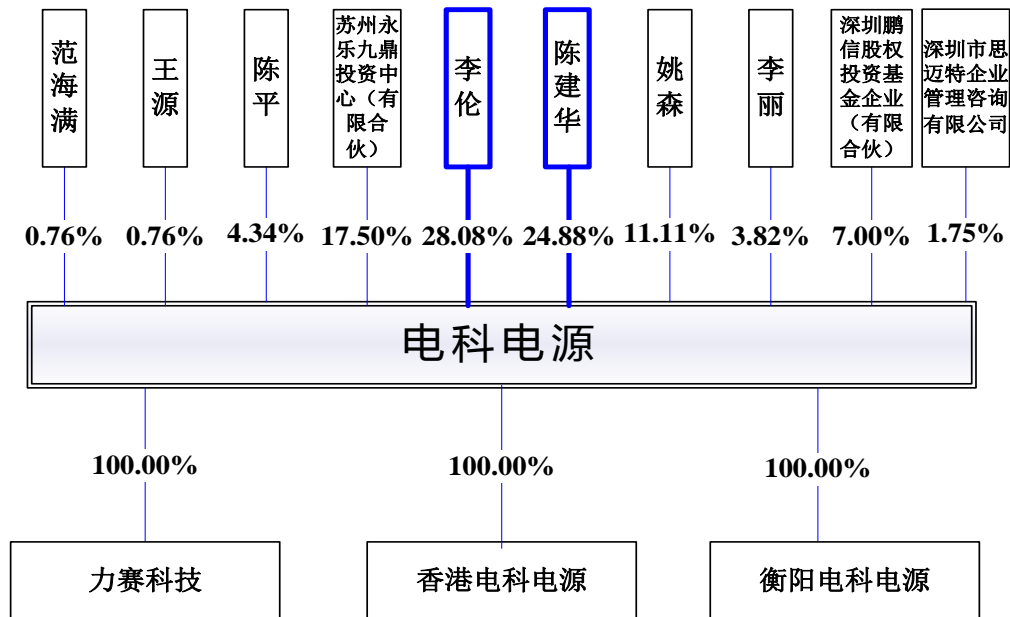 范海满
王源
陈平
苏州永
乐九鼎
投资中
心（有
限合
伙）
李伦
陈建华
姚森
李丽
深圳鹏
信股权
投资基
金企业
（有限
合伙）
深圳市思
迈特企业
管理咨询
有限公司
0.76%
0.76%
4.34%
17.50%
28.08%
24.88%
11.11%
3.82%
7.00%
1.75%
电科电源
100.00%
100.00%
100.00%
力赛科技
香港电科电源
衡阳电科电源